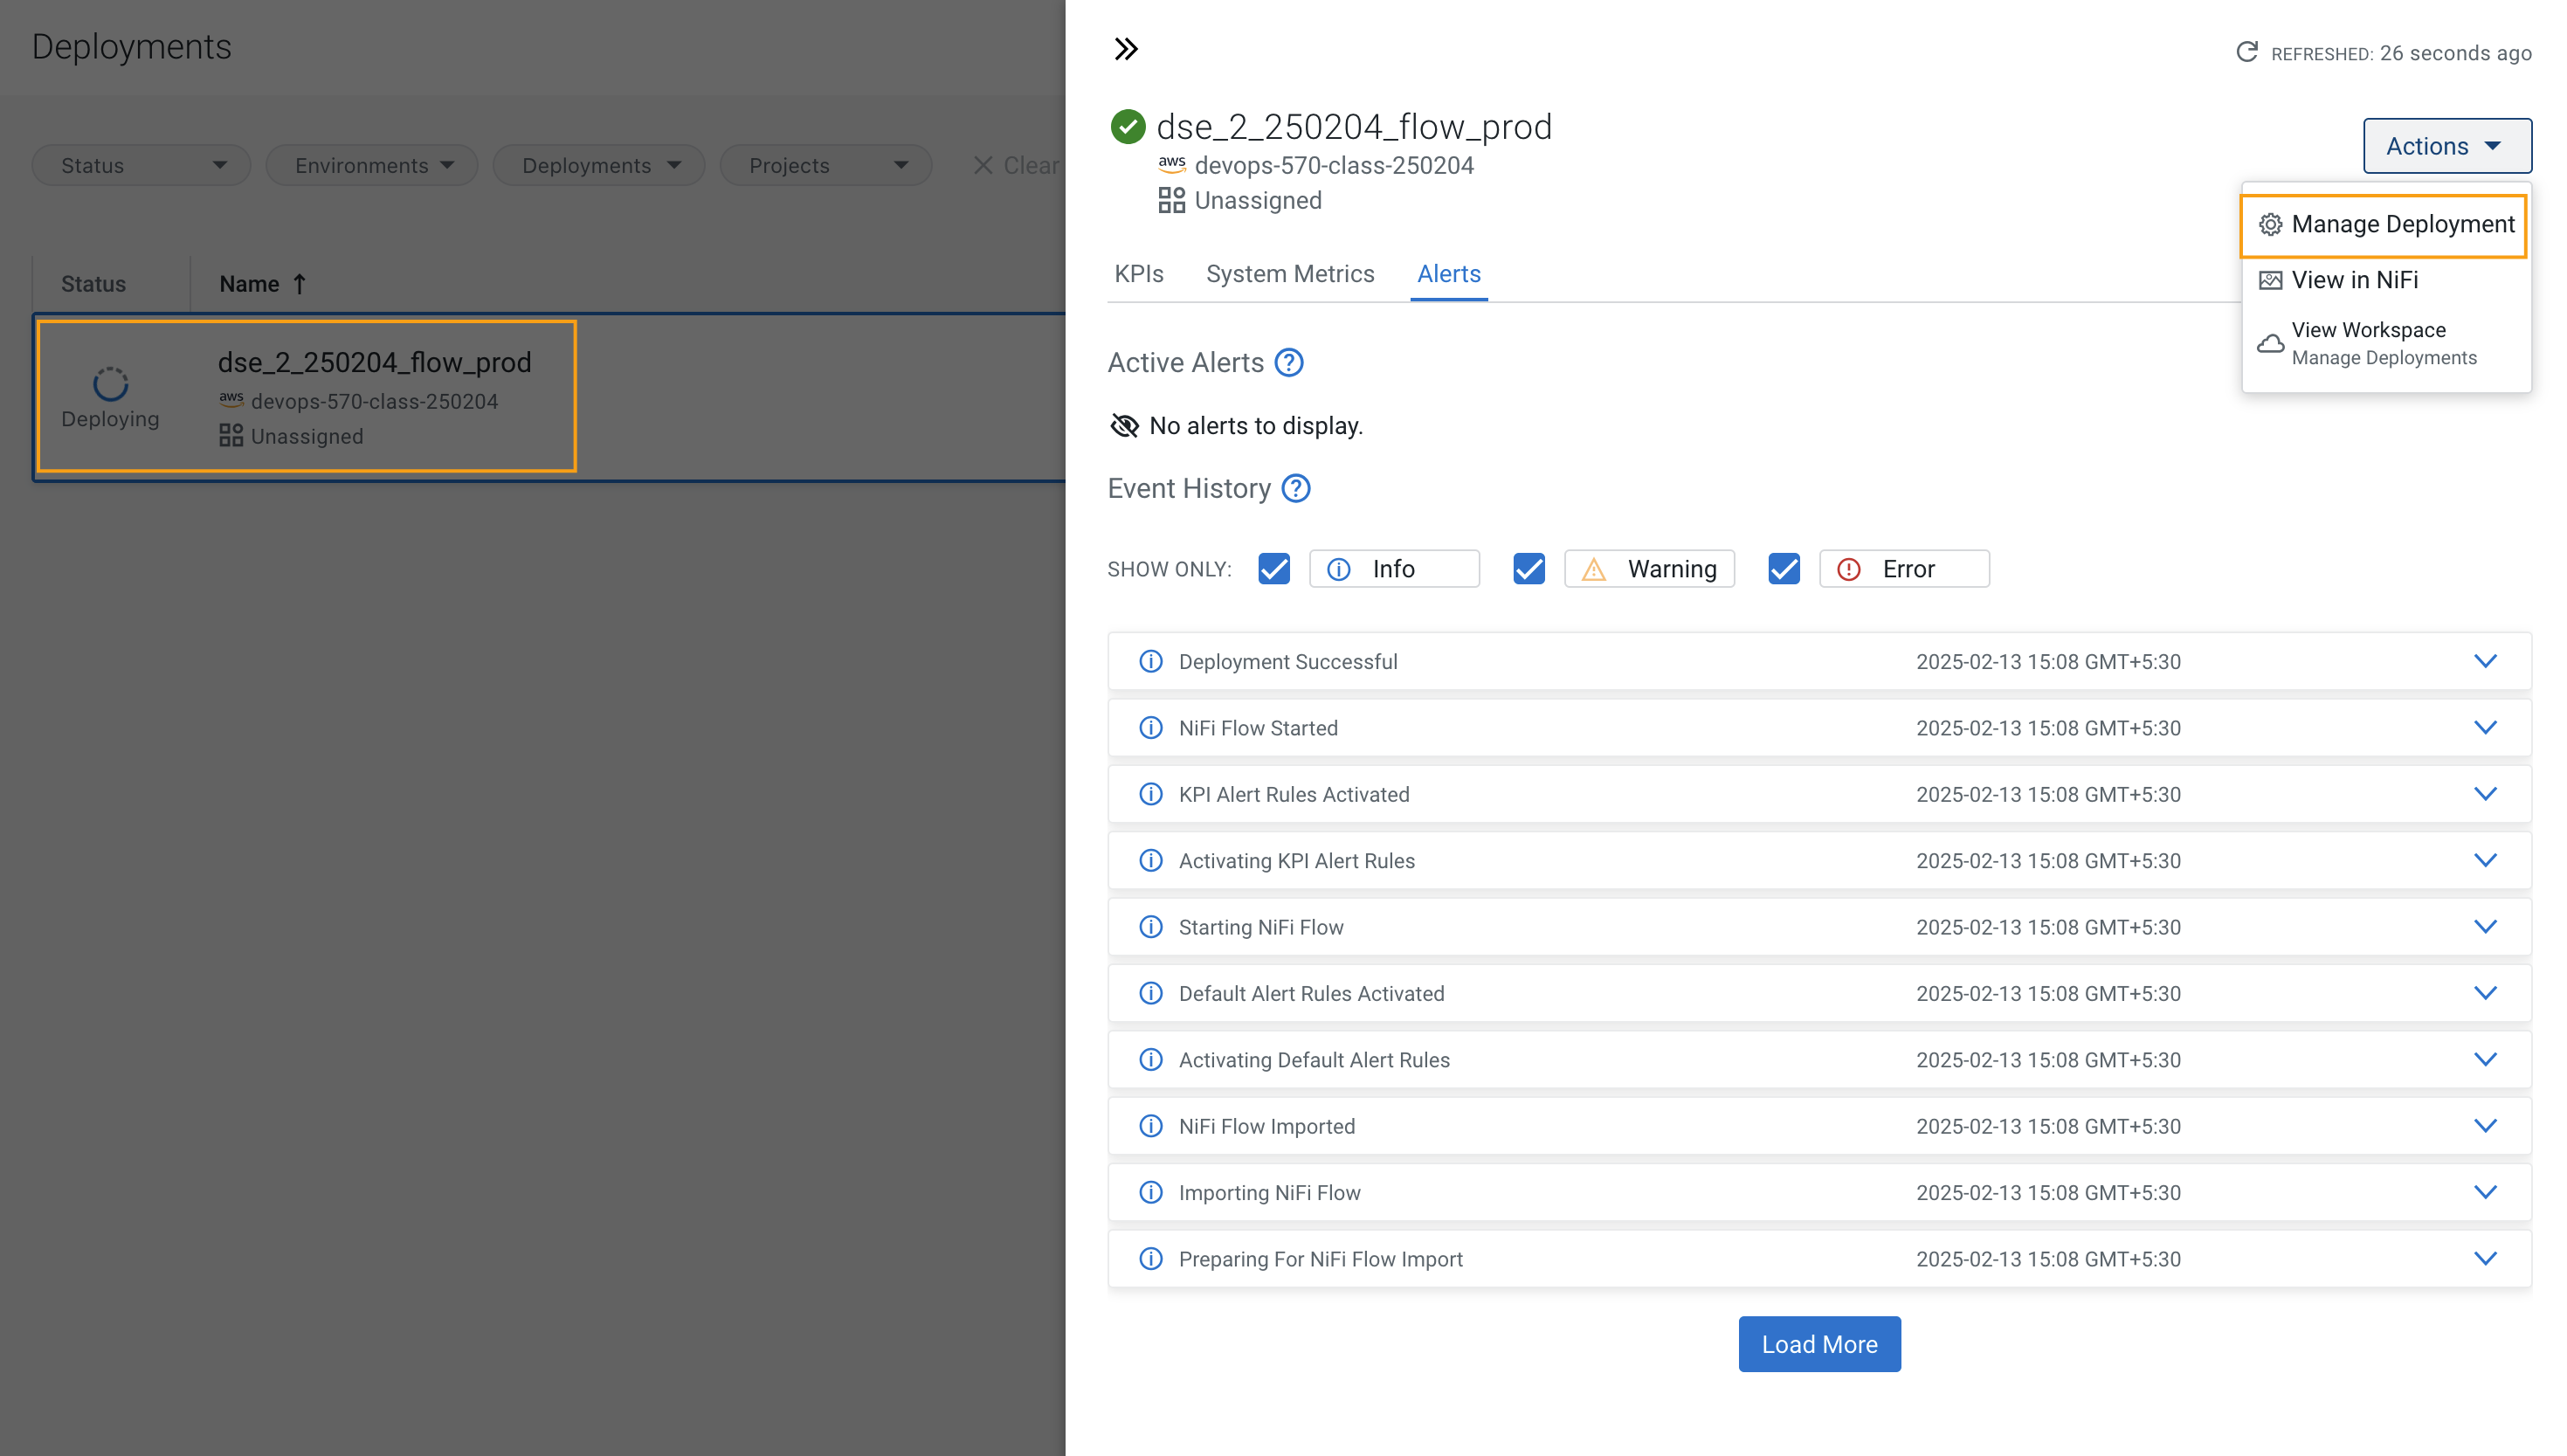 Deployments
Status Environments Deployments Projects Clear
Status Name
Deploying
dse_2_250204_flow_prod
aws devops-570-class-250204
Unassigned
REFRESHED: 26 seconds ago
dse_2_250204_flow_prod
aws devops-570-class-250204
Unassigned
Actions
Manage Deployment
View in NiFi
View Workspace
Manage Deployments
KPIs System Metrics Alerts
Active Alerts ?
No alerts to display.
Event History ?
SHOW ONLY: Info Warning Error
Deployment Successful 2025-02-13 15:08 GMT+5:30
NiFi Flow Started 2025-02-13 15:08 GMT+5:30
KPI Alert Rules Activated 2025-02-13 15:08 GMT+5:30
Activating KPI Alert Rules 2025-02-13 15:08 GMT+5:30
Starting NiFi Flow 2025-02-13 15:08 GMT+5:30
Default Alert Rules Activated 2025-02-13 15:08 GMT+5:30
Activating Default Alert Rules 2025-02-13 15:08 GMT+5:30
NiFi Flow Imported 2025-02-13 15:08 GMT+5:30
Importing NiFi Flow 2025-02-13 15:08 GMT+5:30
Preparing For NiFi Flow Import 2025-02-13 15:08 GMT+5:30
Load More